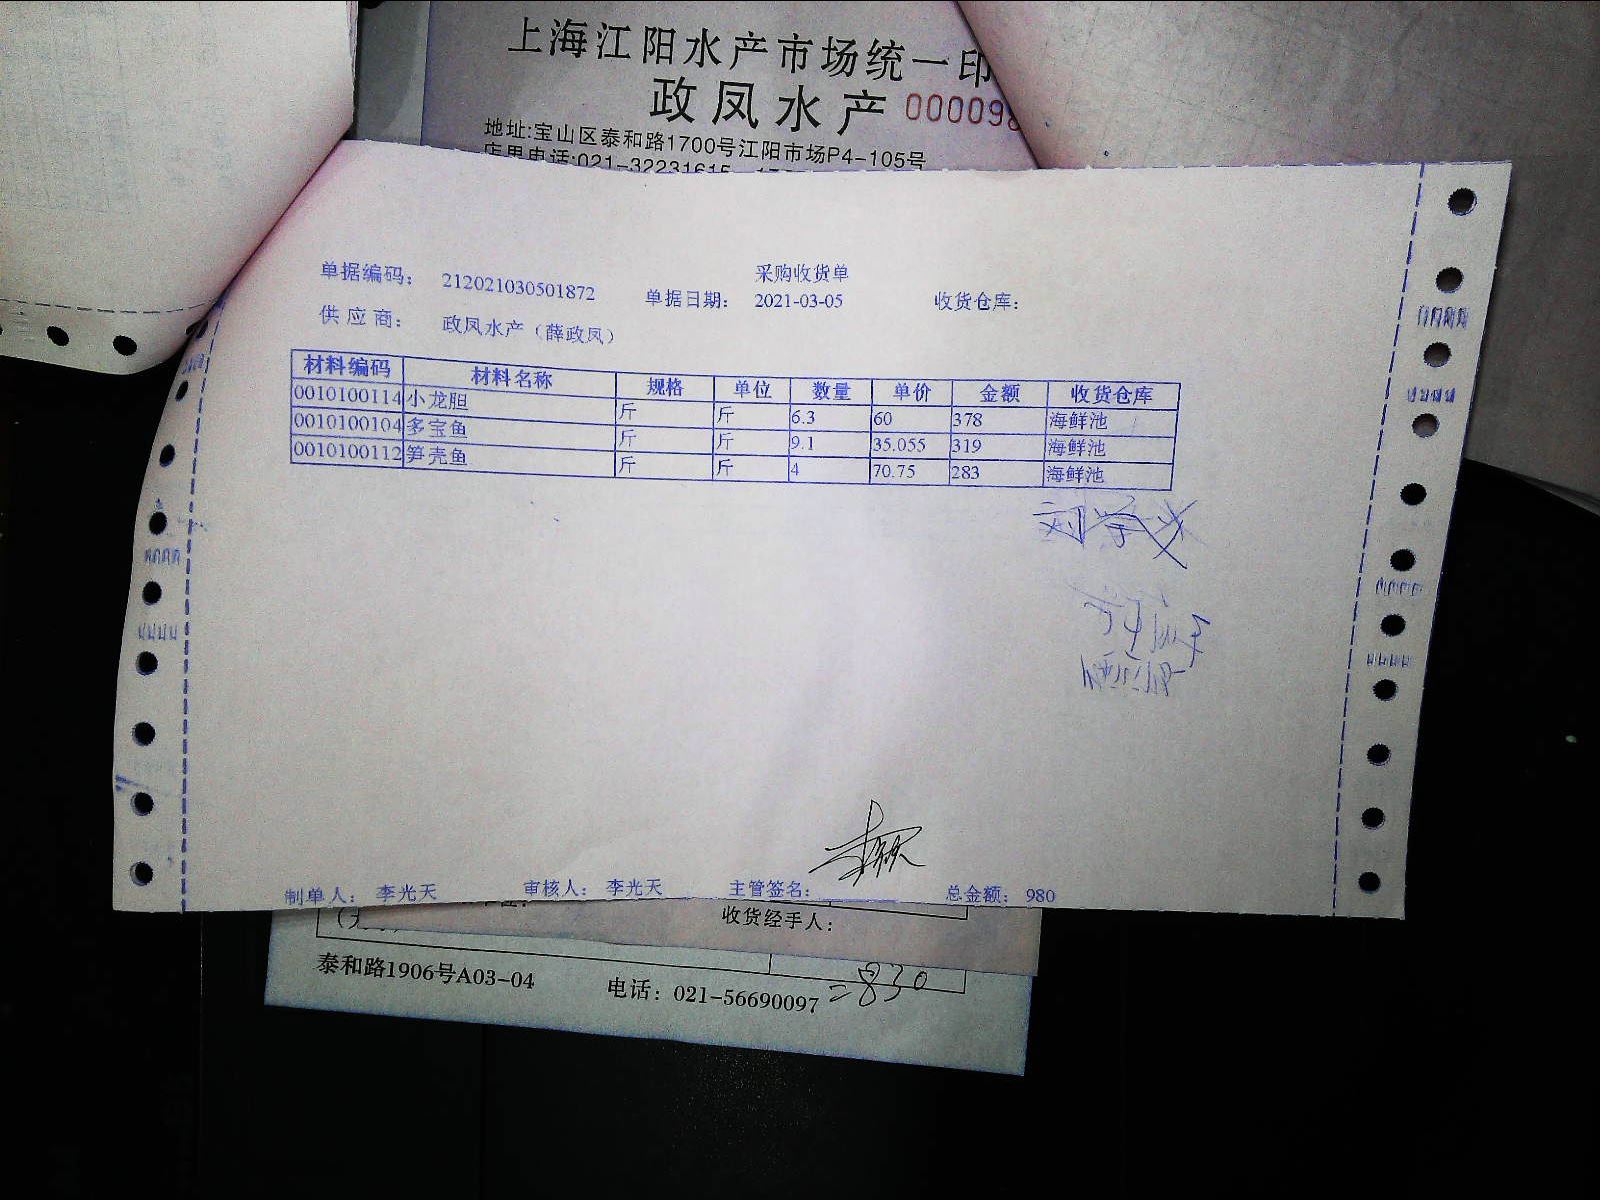 上海江阳水产市场统一印
政凤水产 000098
地址:宝山区泰和路1700号江阳市场P4-105号
店里电话:021-32231615
采购收货单
单据编码: 212021030501872 单据日期: 2021-03-05 收货仓库:
供应商: 政凤水产（薛政凤）
材料编码 材料名称 规格 单位 数量 单价 金额 收货仓库
0010100114 小龙胆 斤 斤 6.3 60 378 海鲜池
0010100104 多宝鱼 斤 斤 9.1 35.055 319 海鲜池
0010100112 笋壳鱼 斤 斤 4 70.75 283 海鲜池
制单人: 李光天 审核人: 李光天 主管签名: 总金额: 980
收货经手人:
=830
泰和路1906号A03-04 电话: 021-56690097